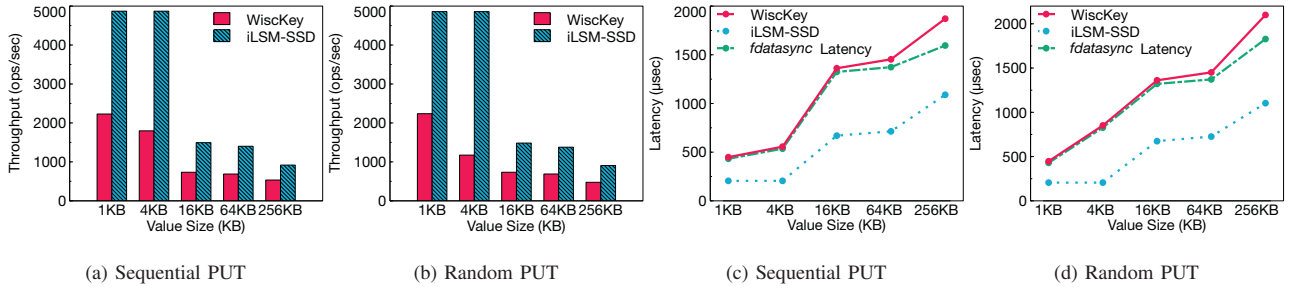 WiscKey
iLSM-SSD
Throughput (ops/sec)
5000
4000
3000
2000
1000
0
1KB 4KB 16KB 64KB 256KB
Value Size (KB)
(a) Sequential PUT
WiscKey
iLSM-SSD
Throughput (ops/sec)
5000
4000
3000
2000
1000
0
1KB 4KB 16KB 64KB 256KB
Value Size (KB)
(b) Random PUT
WiscKey
iLSM-SSD
fdatasync Latency
Latency (μsec)
2000
1500
1000
500
0
1KB 4KB 16KB 64KB 256KB
Value Size (KB)
(c) Sequential PUT
WiscKey
iLSM-SSD
fdatasync Latency
Latency (μsec)
2000
1500
1000
500
0
1KB 4KB 16KB 64KB 256KB
Value Size (KB)
(d) Random PUT